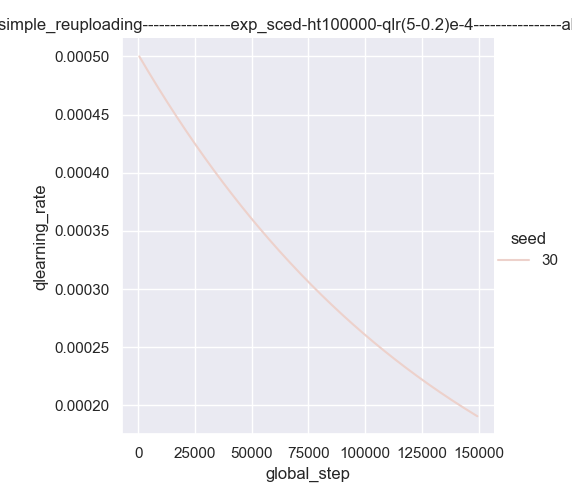 simple_reuploading----------------exp_sced-ht100000-qlr(5-0.2)e-4----------------al
0.00050
0.00045
0.00040
0.00035
0.00030
0.00025
0.00020
qlearning_rate
seed
30
0 25000 50000 75000 100000 125000 150000
global_step